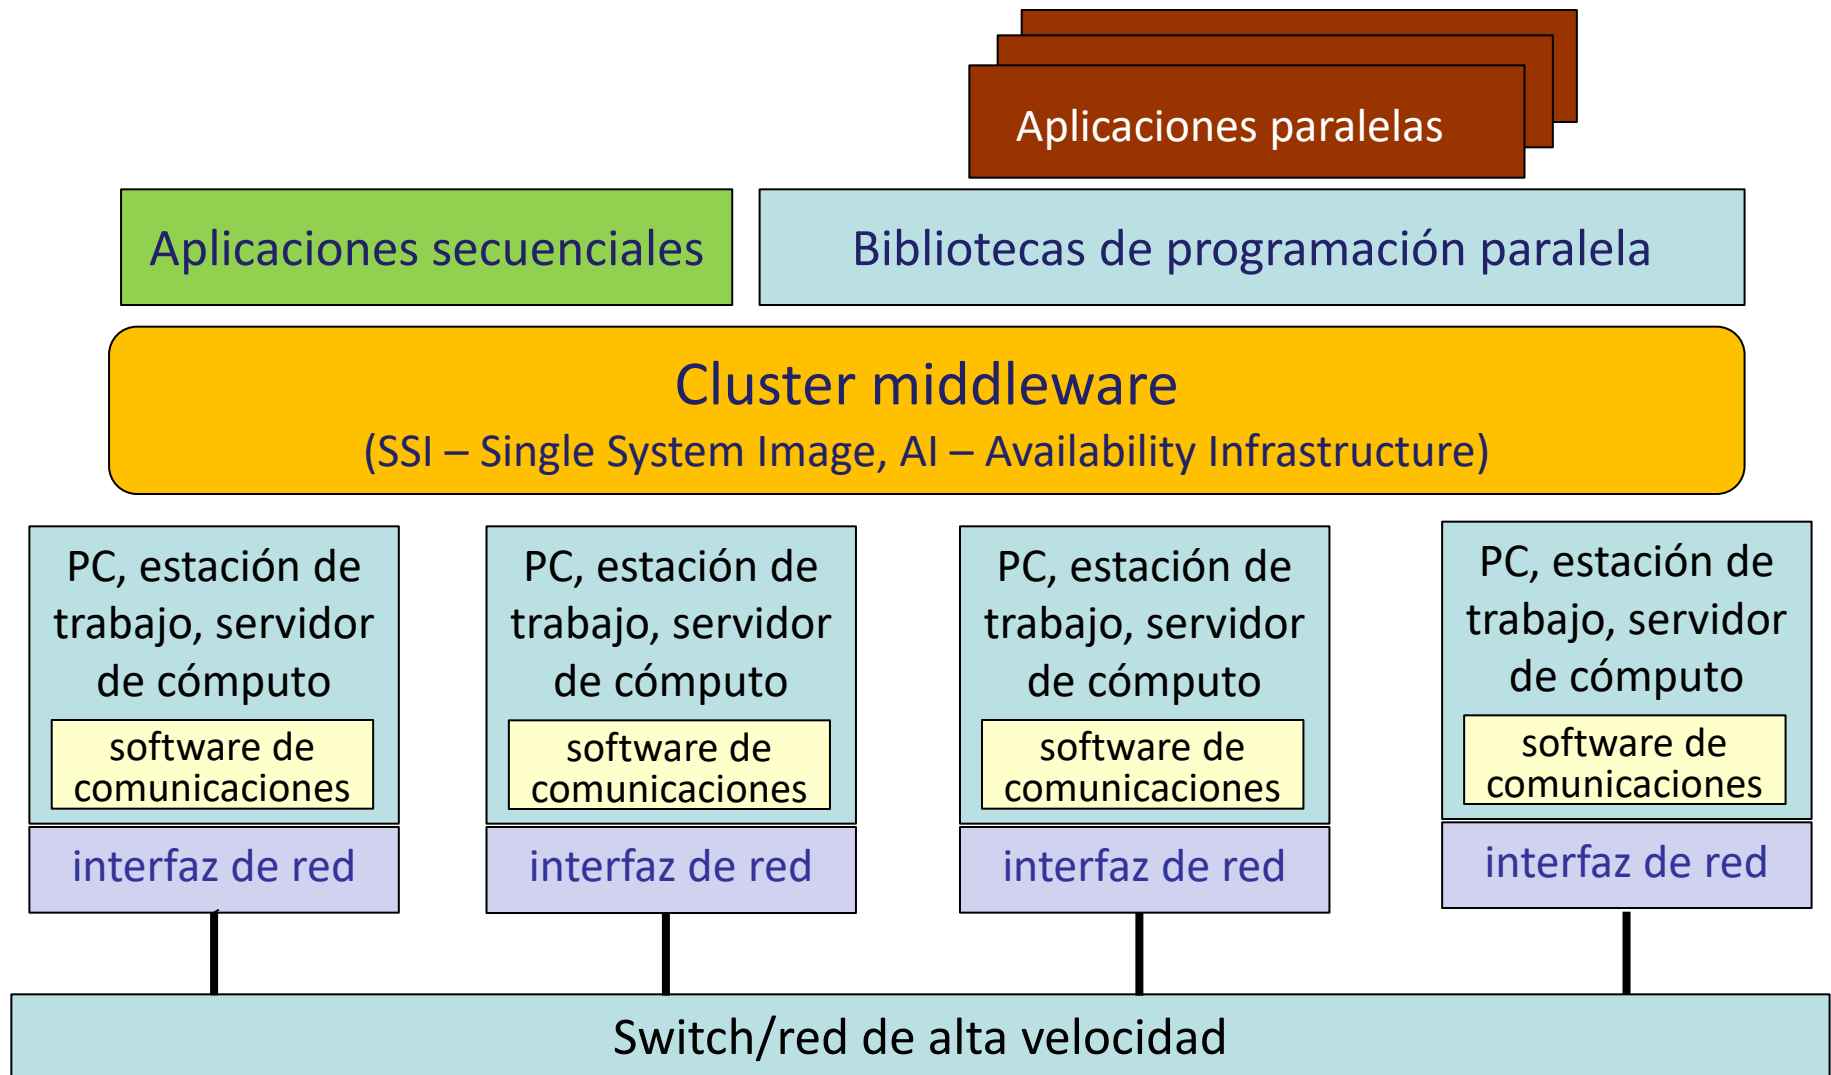 Aplicaciones paralelas
Aplicaciones secuenciales
Bibliotecas de programación paralela
Cluster middleware
(SSI – Single System Image, AI – Availability Infrastructure)
PC, estación de
trabajo, servidor
de cómputo
software de
comunicaciones
interfaz de red
PC, estación de
trabajo, servidor
de cómputo
software de
comunicaciones
interfaz de red
PC, estación de
trabajo, servidor
de cómputo
software de
comunicaciones
interfaz de red
PC, estación de
trabajo, servidor
de cómputo
software de
comunicaciones
interfaz de red
Switch/red de alta velocidad